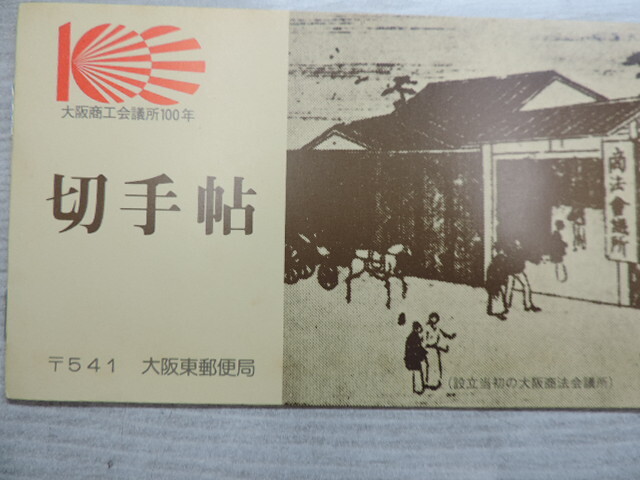 100
大阪商工会議所100年
切手帖
〒541 大阪東郵便局
商法會議所
(設立当初の大阪商法会議所)